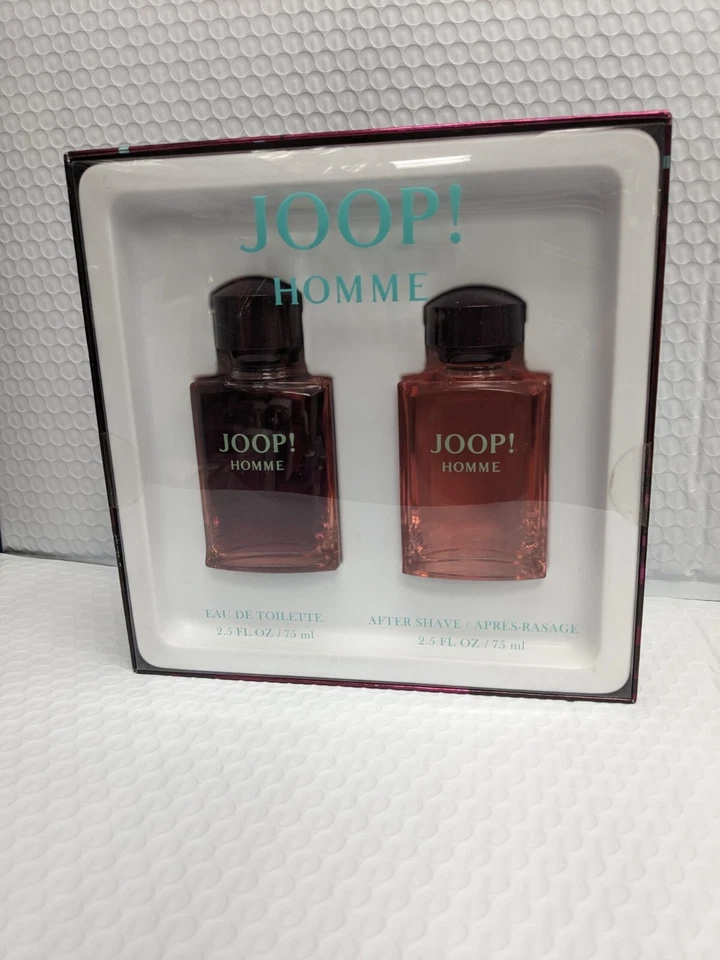 JOOP!
HOMME
JOOP!
HOMME
JOOP!
HOMME
EAU DE TOILETTE
2.5 FL OZ / 75 ml
AFTER SHAVE / APRÈS-RASAGE
2.5 FL OZ / 75 ml